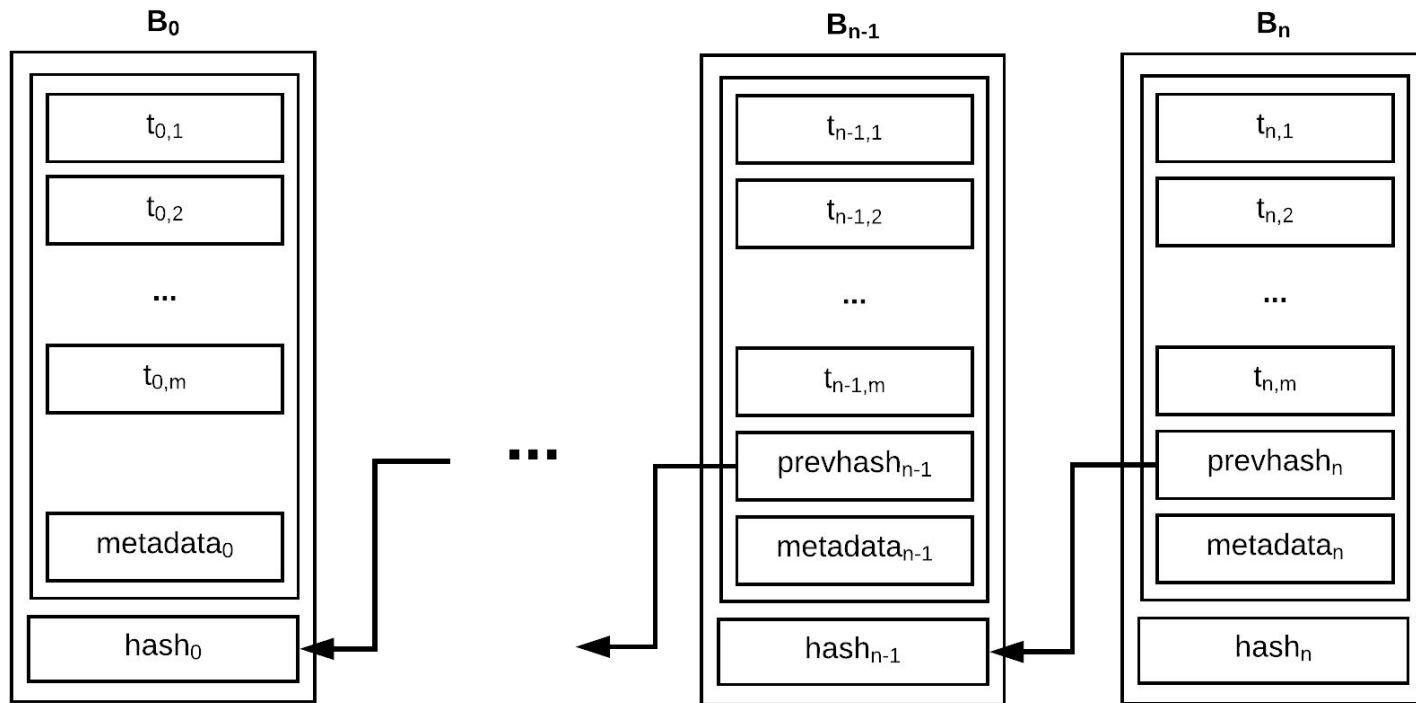 B₀
t₀,₁
t₀,₂
...
t₀,ₘ
metadata₀
hash₀
...
Bₙ₋₁
tₙ₋₁,₁
tₙ₋₁,₂
...
tₙ₋₁,ₘ
prevhashₙ₋₁
metadataₙ₋₁
hashₙ₋₁
Bₙ
tₙ,₁
tₙ,₂
...
tₙ,ₘ
prevhashₙ
metadataₙ
hashₙ